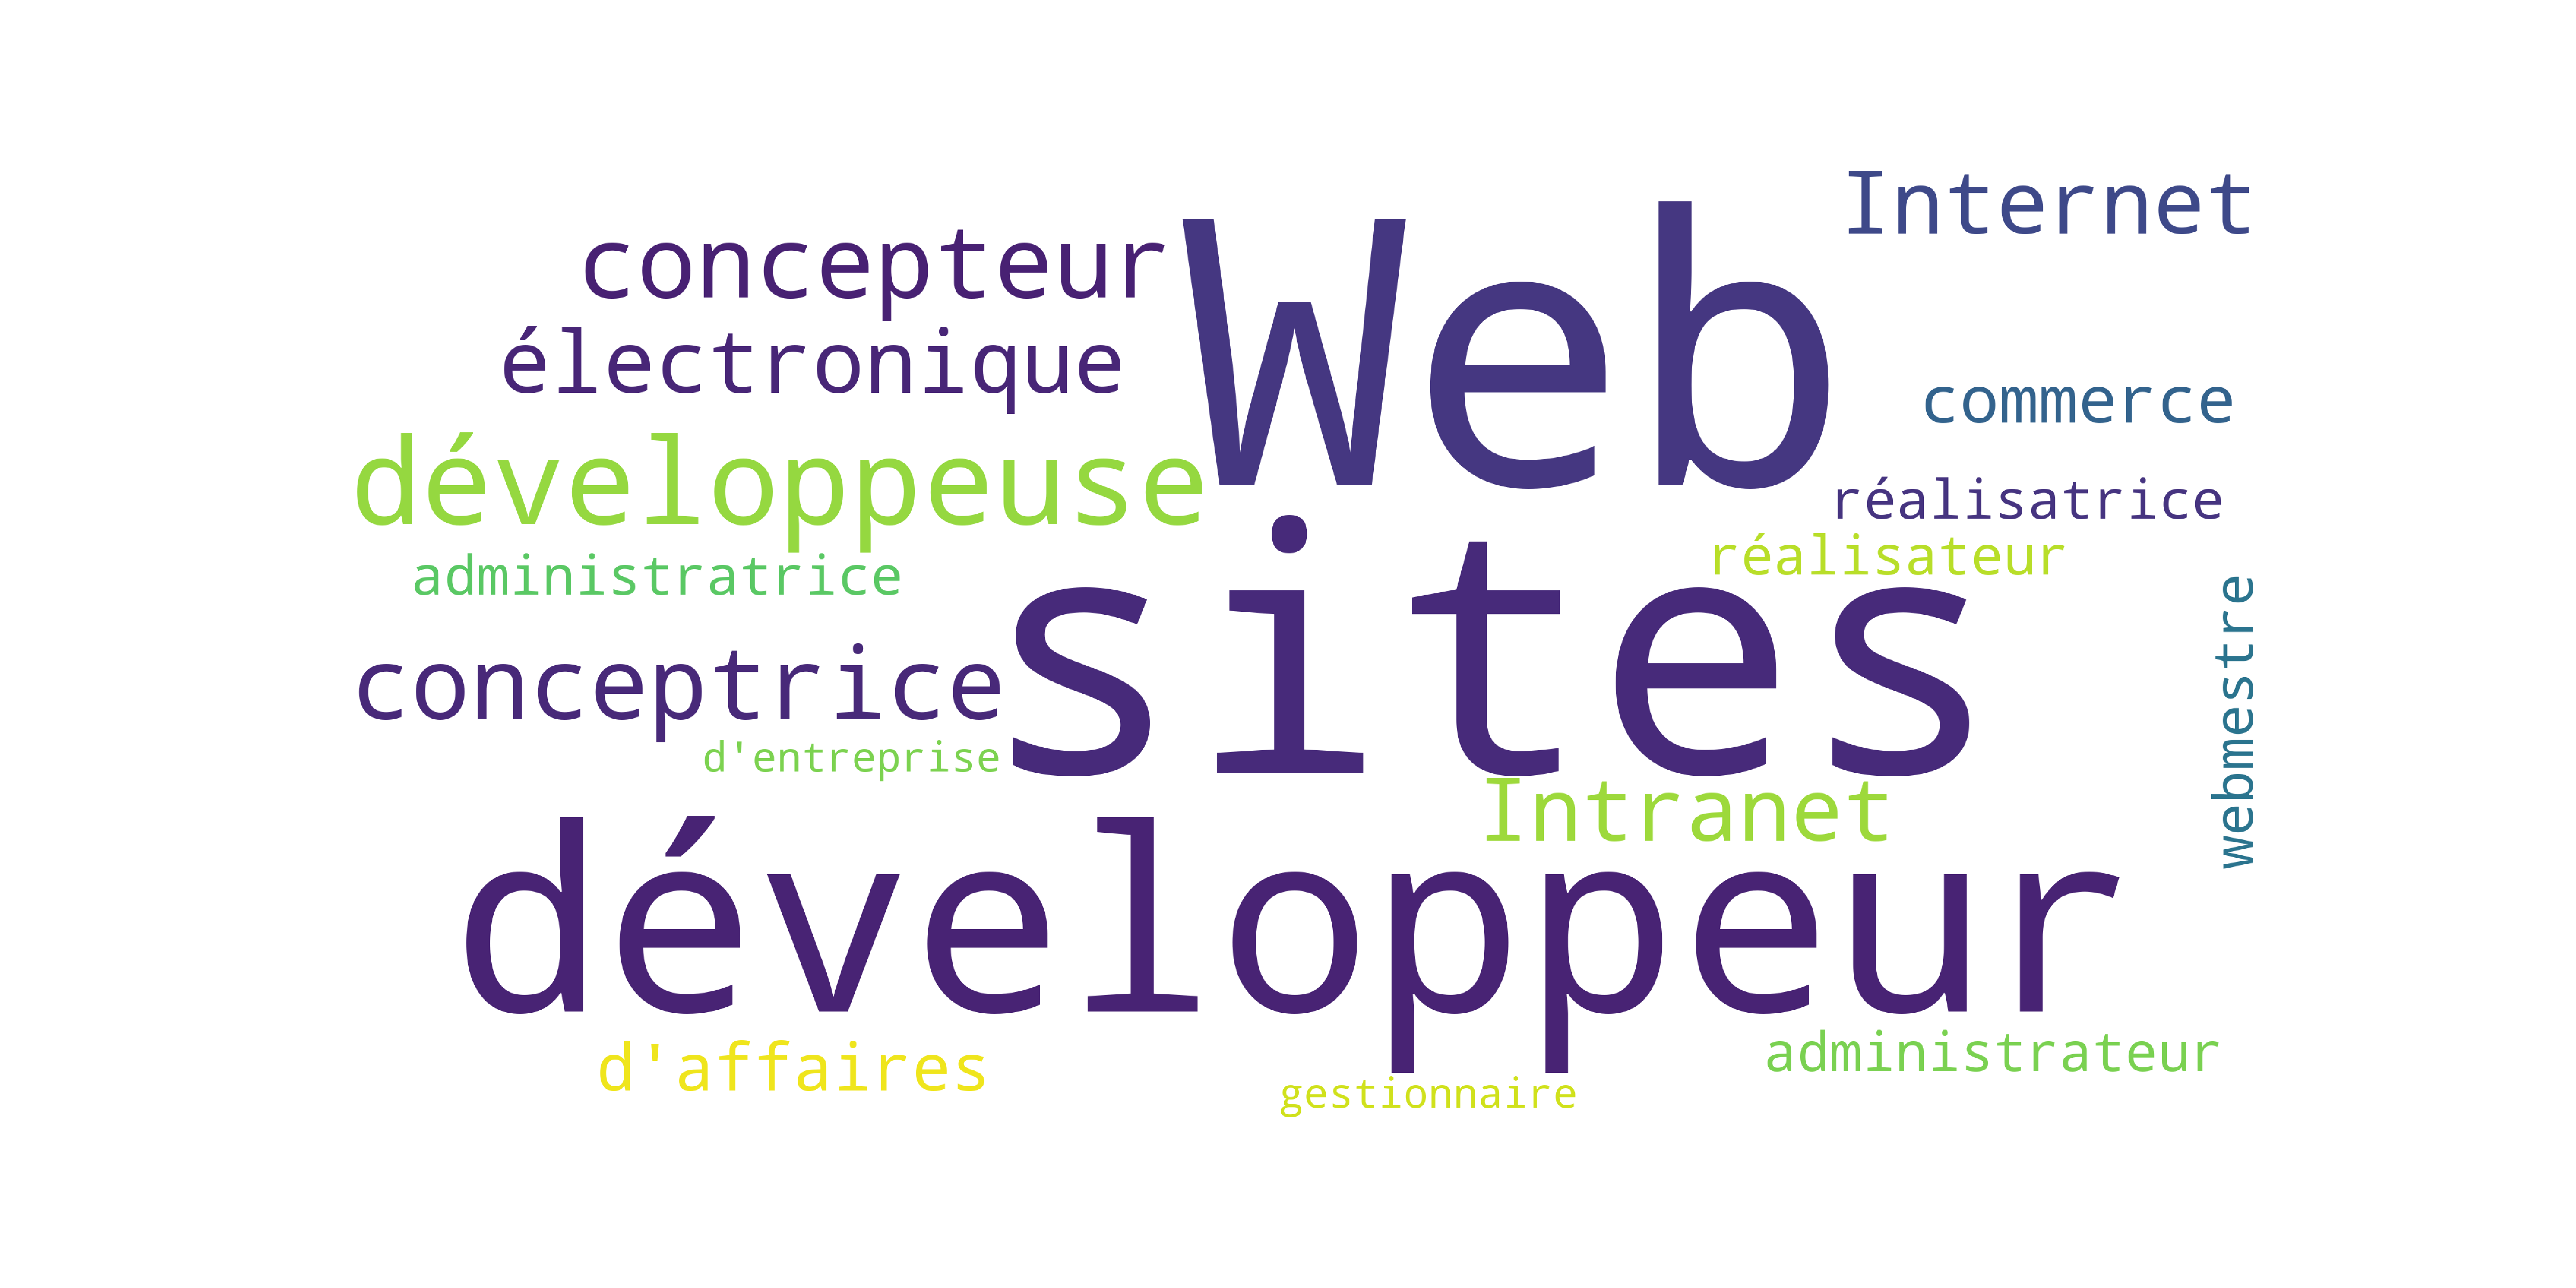 Internet
concepteur
Web
électronique
commerce
développeuse
réalisatrice
réalisateur
administratrice
sites
webmestre
conceptrice
d'entreprise
Intranet
développeur
administrateur
d'affaires
gestionnaire